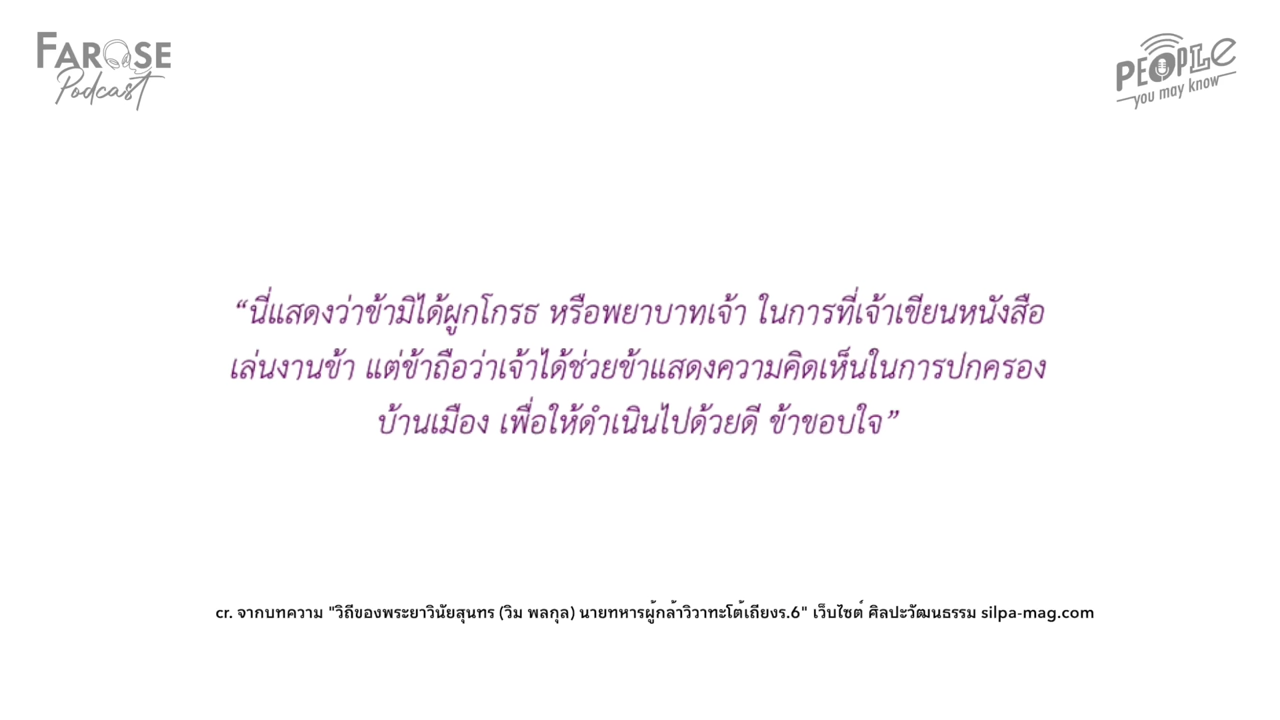 FAROSE
Podcast
PEOPLE
you may know
“นี่แสดงว่าข้ามิได้ผูกโกรธ หรือพยาบาทเจ้า ในการที่เจ้าเขียนหนังสือ
เล่นงานข้า แต่ข้าถือว่าเจ้าได้ช่วยข้าแสดงความคิดเห็นในการปกครอง
บ้านเมือง เพื่อให้ดำเนินไปด้วยดี ข้าขอบใจ”
cr. จากบทความ "วิถีของพระยาวินัยสุนทร (วิม พลกุล) นายทหารผู้กล้าวิวาทะโต้เถียงร.6" เว็บไซต์ ศิลปะวัฒนธรรม silpa-mag.com